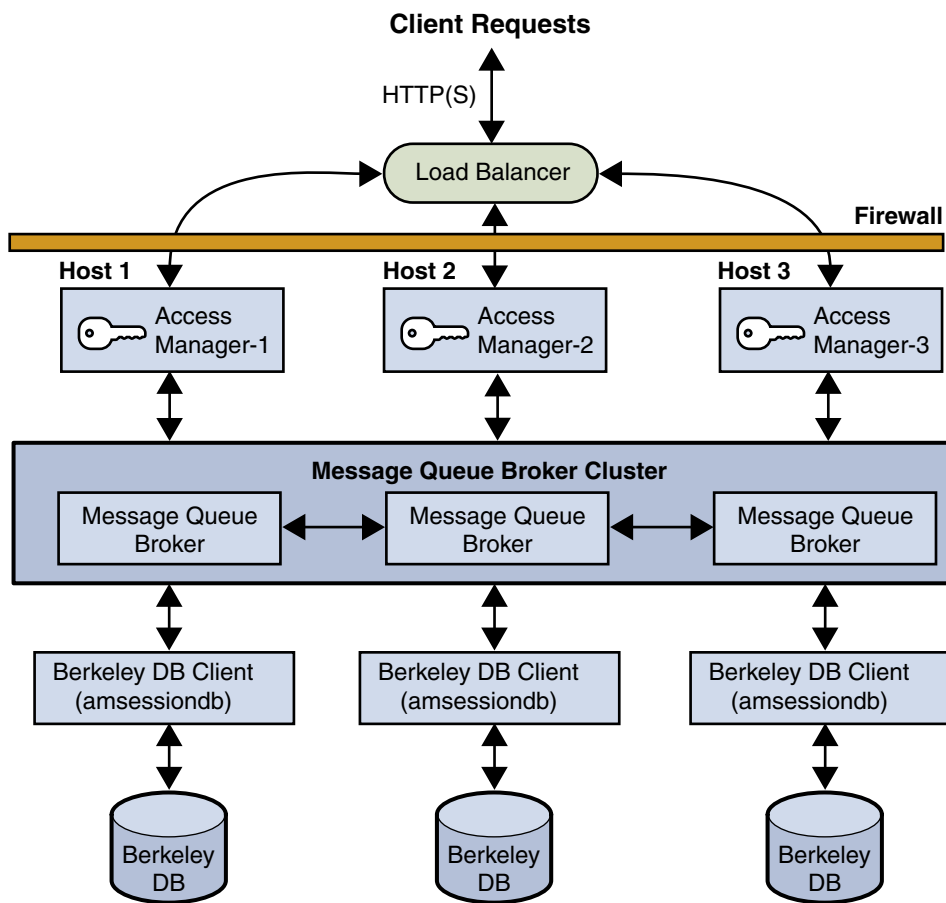 Client Requests
HTTP(S)
Load Balancer
Firewall
Host 1
Host 2
Host 3
Access
Manager-1
Access
Manager-2
Access
Manager-3
Message Queue Broker Cluster
Message Queue
Broker
Message Queue
Broker
Message Queue
Broker
Berkeley DB Client
(amsessiondb)
Berkeley DB Client
(amsessiondb)
Berkeley DB Client
(amsessiondb)
Berkeley
DB
Berkeley
DB
Berkeley
DB